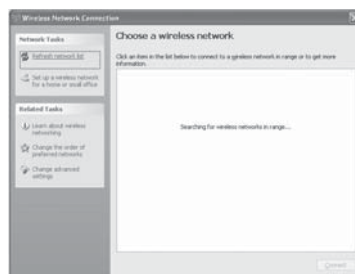 Wireless Network Connection
Network Tasks
Refresh network list
Set up a wireless network
for a home or small office
Related Tasks
Learn about wireless
networking
Change the order of
preferred networks
Change advanced
settings
Choose a wireless network
Click an item in the list below to connect to a wireless network in range or to get more
information.
Searching for wireless networks in range...
Connect